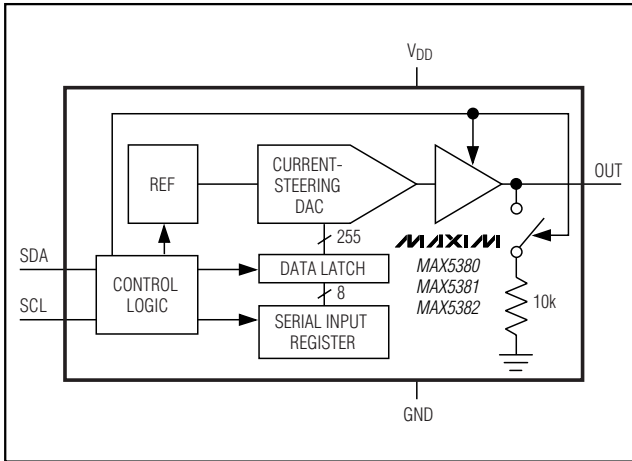 VDD
REF
CURRENT-
STEERING
DAC
OUT
255
SDA
CONTROL
LOGIC
DATA LATCH
MAXIM
MAX5380
MAX5381
MAX5382
8
SCL
SERIAL INPUT
REGISTER
10k
GND